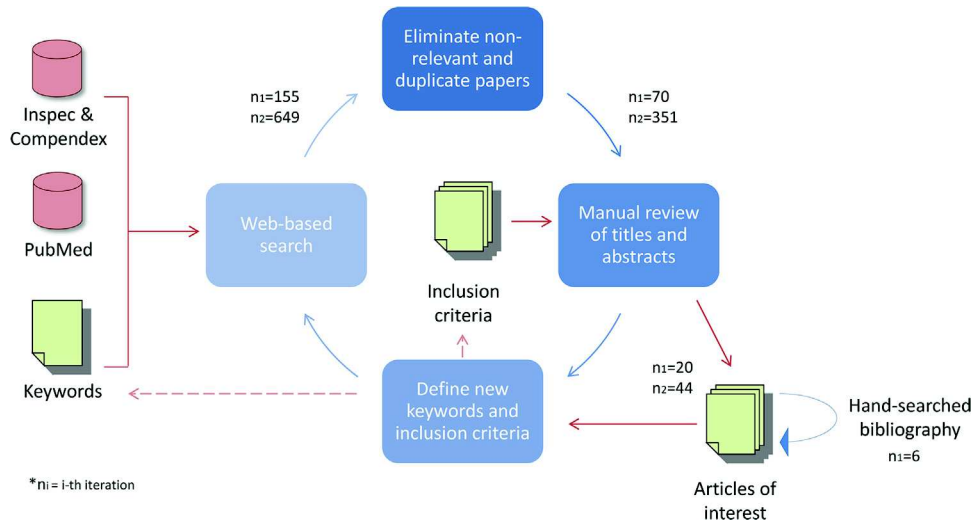 Eliminate non-
relevant and
duplicate papers
n1=155
n2=649
n1=70
n2=351
Inspec &
Compendex
PubMed
Keywords
Web-based
search
Inclusion
criteria
Manual review
of titles and
abstracts
Define new
keywords and
inclusion criteria
n1=20
n2=44
Hand-searched
bibliography
n1=6
Articles of
interest
*ni = i-th iteration